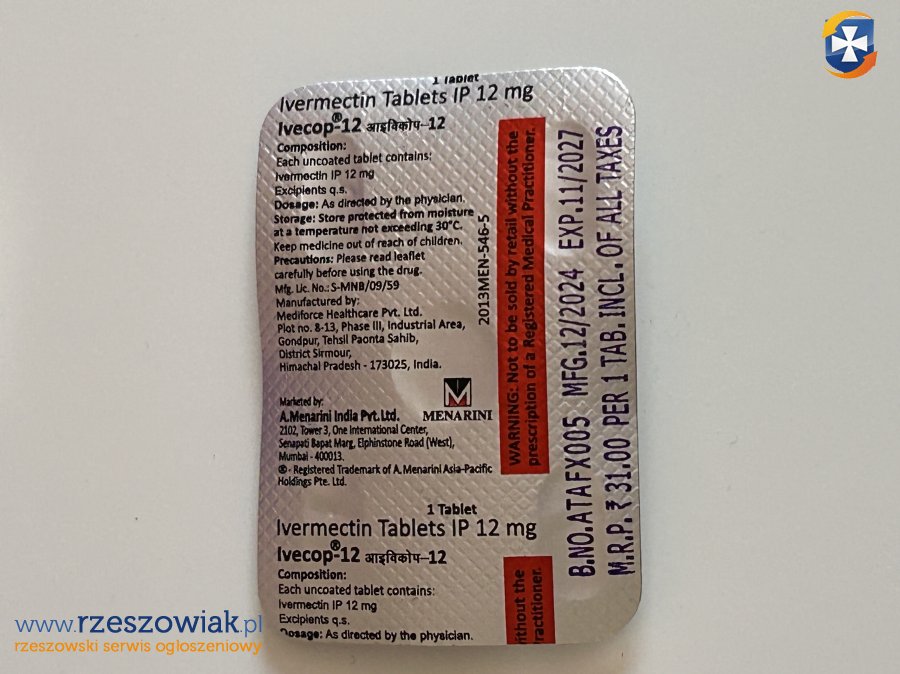 1 Tablet
Ivermectin Tablets IP 12 mg
Ivecop®-12 आइविकोप–12
Composition:
Each uncoated tablet contains:
Ivermectin IP 12 mg
Excipients q.s.
Dosage: As directed by the physician.
Storage: Store protected from moisture
at a temperature not exceeding 30°C.
Keep medicine out of reach of children.
Precautions: Please read leaflet
carefully before using the drug.
Mfg. Lic. No.: S-MNB/09/59
Manufactured by:
Mediforce Healthcare Pvt. Ltd.
Plot no. 8-13, Phase III, Industrial Area,
Gondpur, Tehsil Paonta Sahib,
District Sirmour,
Himachal Pradesh - 173025, India.
Marketed by:
A.Menarini India Pvt. Ltd.
2102, Tower 3, One International Center,
Senapati Bapat Marg, Elphinstone Road (West),
Mumbai - 400013.
®- Registered Trademark of A. Menarini Asia-Pacific
Holdings Pte. Ltd.
MENARINI
2013MEN-546-5
WARNING: Not to be sold by retail without the
prescription of a Registered Medical Practitioner.
B.NO.ATAFX005 MFG.12/2024 EXP.11/2027
M.R.P.₹ 31.00 PER 1 TAB.INCL.OF ALL TAXES
1 Tablet
Ivermectin Tablets IP 12 mg
Ivecop®-12 आइविकोप–12
Composition:
Each uncoated tablet contains:
Ivermectin IP 12 mg
Excipients q.s.
Dosage: As directed by the physician.
ithout the
Practitioner.
www.rzeszowiak.pl
rzeszowski serwis ogłoszeniowy